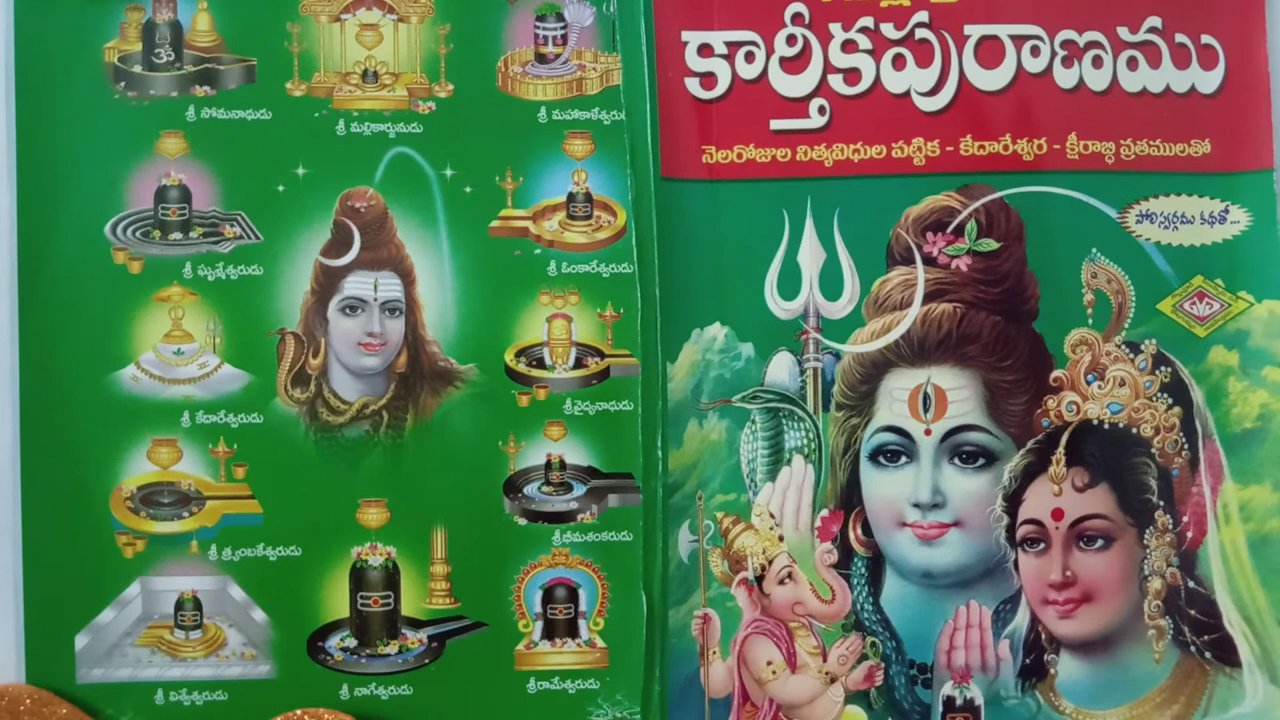 శ్రీ సోమనాథుడు
శ్రీ మల్లికార్జునుడు
శ్రీ మహాకాళేశ్వరు
శ్రీ ఘృశ్నేశ్వరుడు
శ్రీ ఓంకారేశ్వరుడు
శ్రీ కేదారేశ్వరుడు
శ్రీవైద్యనాథుడు
శ్రీ త్ర్యంబకేశ్వరుడు
శ్రీభీమశంకరుడు
శ్రీ విశ్వేశ్వరుడు
శ్రీ నాగేశ్వరుడు
శ్రీరామేశ్వరుడు
కార్తీకపురాణము
నెలరోజుల నిత్యవిధుల పట్టిక - కేదారేశ్వర - క్షీరాబ్ధి వ్రతములతో
పోలిస్వర్గము కథతో...